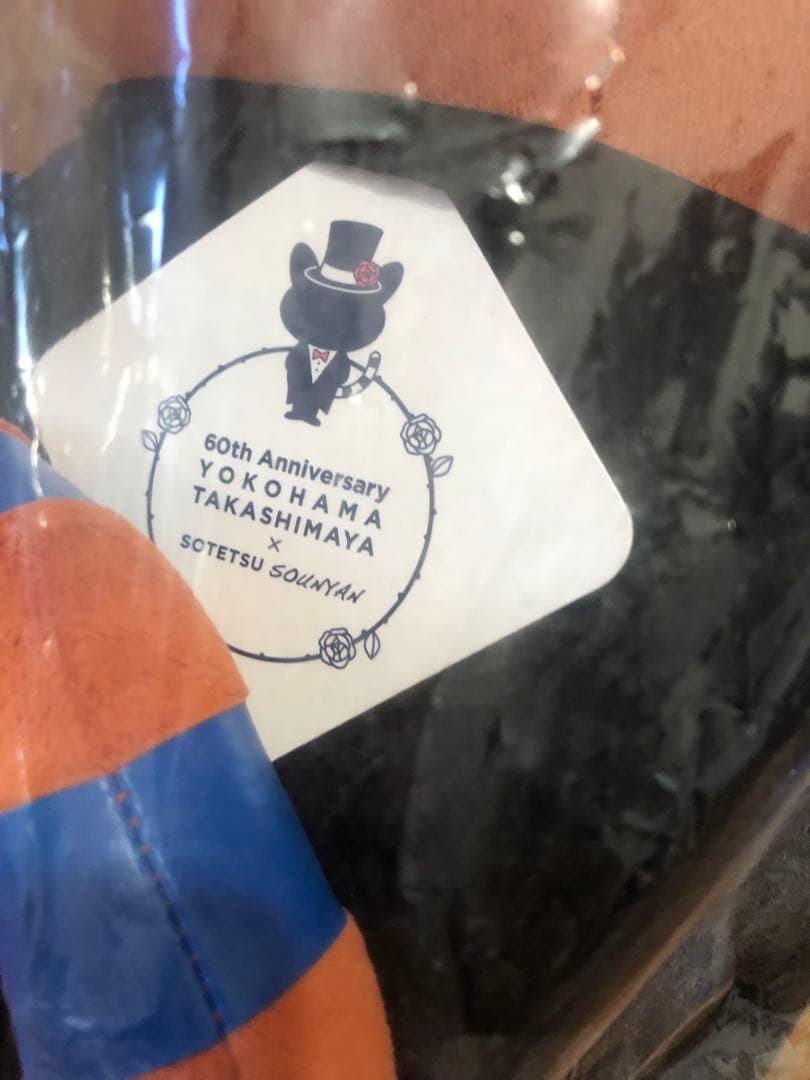 60th Anniversary
YOKOHAMA
TAKASHIMAYA
×
SOTETSU SOUNYAN